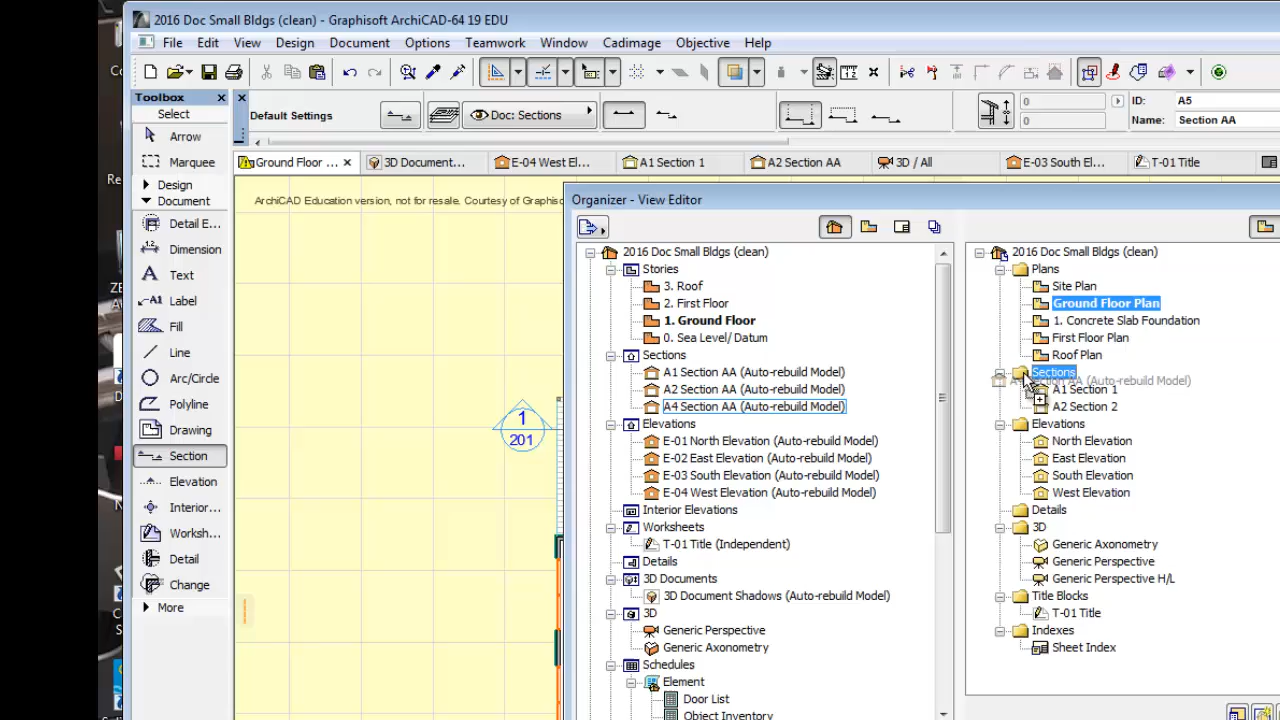 2016 Doc Small Bldgs (clean) - Graphisoft ArchiCAD-64 19 EDU
File Edit View Design Document Options Teamwork Window Cadimage Objective Help
Toolbox
Select
Arrow
Marquee
Design
Document
Detail E...
Dimension
Text
Label
Fill
Line
Arc/Circle
Polyline
Drawing
Section
Elevation
Interior...
Worksh...
Detail
Change
More
Default Settings
Doc: Sections
0
0
ID: A5
Name: Section AA
Ground Floor ...
3D Document...
E-04 West El...
A1 Section 1
A2 Section AA
3D / All
E-03 South El...
T-01 Title
ArchiCAD Education version, not for resale. Courtesy of Graphisc
1
201
Organizer - View Editor
2016 Doc Small Bldgs (clean)
Stories
3. Roof
2. First Floor
1. Ground Floor
0. Sea Level/ Datum
Sections
A1 Section AA (Auto-rebuild Model)
A2 Section AA (Auto-rebuild Model)
A4 Section AA (Auto-rebuild Model)
Elevations
E-01 North Elevation (Auto-rebuild Model)
E-02 East Elevation (Auto-rebuild Model)
E-03 South Elevation (Auto-rebuild Model)
E-04 West Elevation (Auto-rebuild Model)
Interior Elevations
Worksheets
T-01 Title (Independent)
Details
3D Documents
3D Document Shadows (Auto-rebuild Model)
3D
Generic Perspective
Generic Axonometry
Schedules
Element
Door List
Object Inventory
2016 Doc Small Bldgs (clean)
Plans
Site Plan
Ground Floor Plan
1. Concrete Slab Foundation
First Floor Plan
Roof Plan
Sections
Section AA (Auto-rebuild Model)
A1 Section 1
A2 Section 2
Elevations
North Elevation
East Elevation
South Elevation
West Elevation
Details
3D
Generic Axonometry
Generic Perspective
Generic Perspective H/L
Title Blocks
T-01 Title
Indexes
Sheet Index